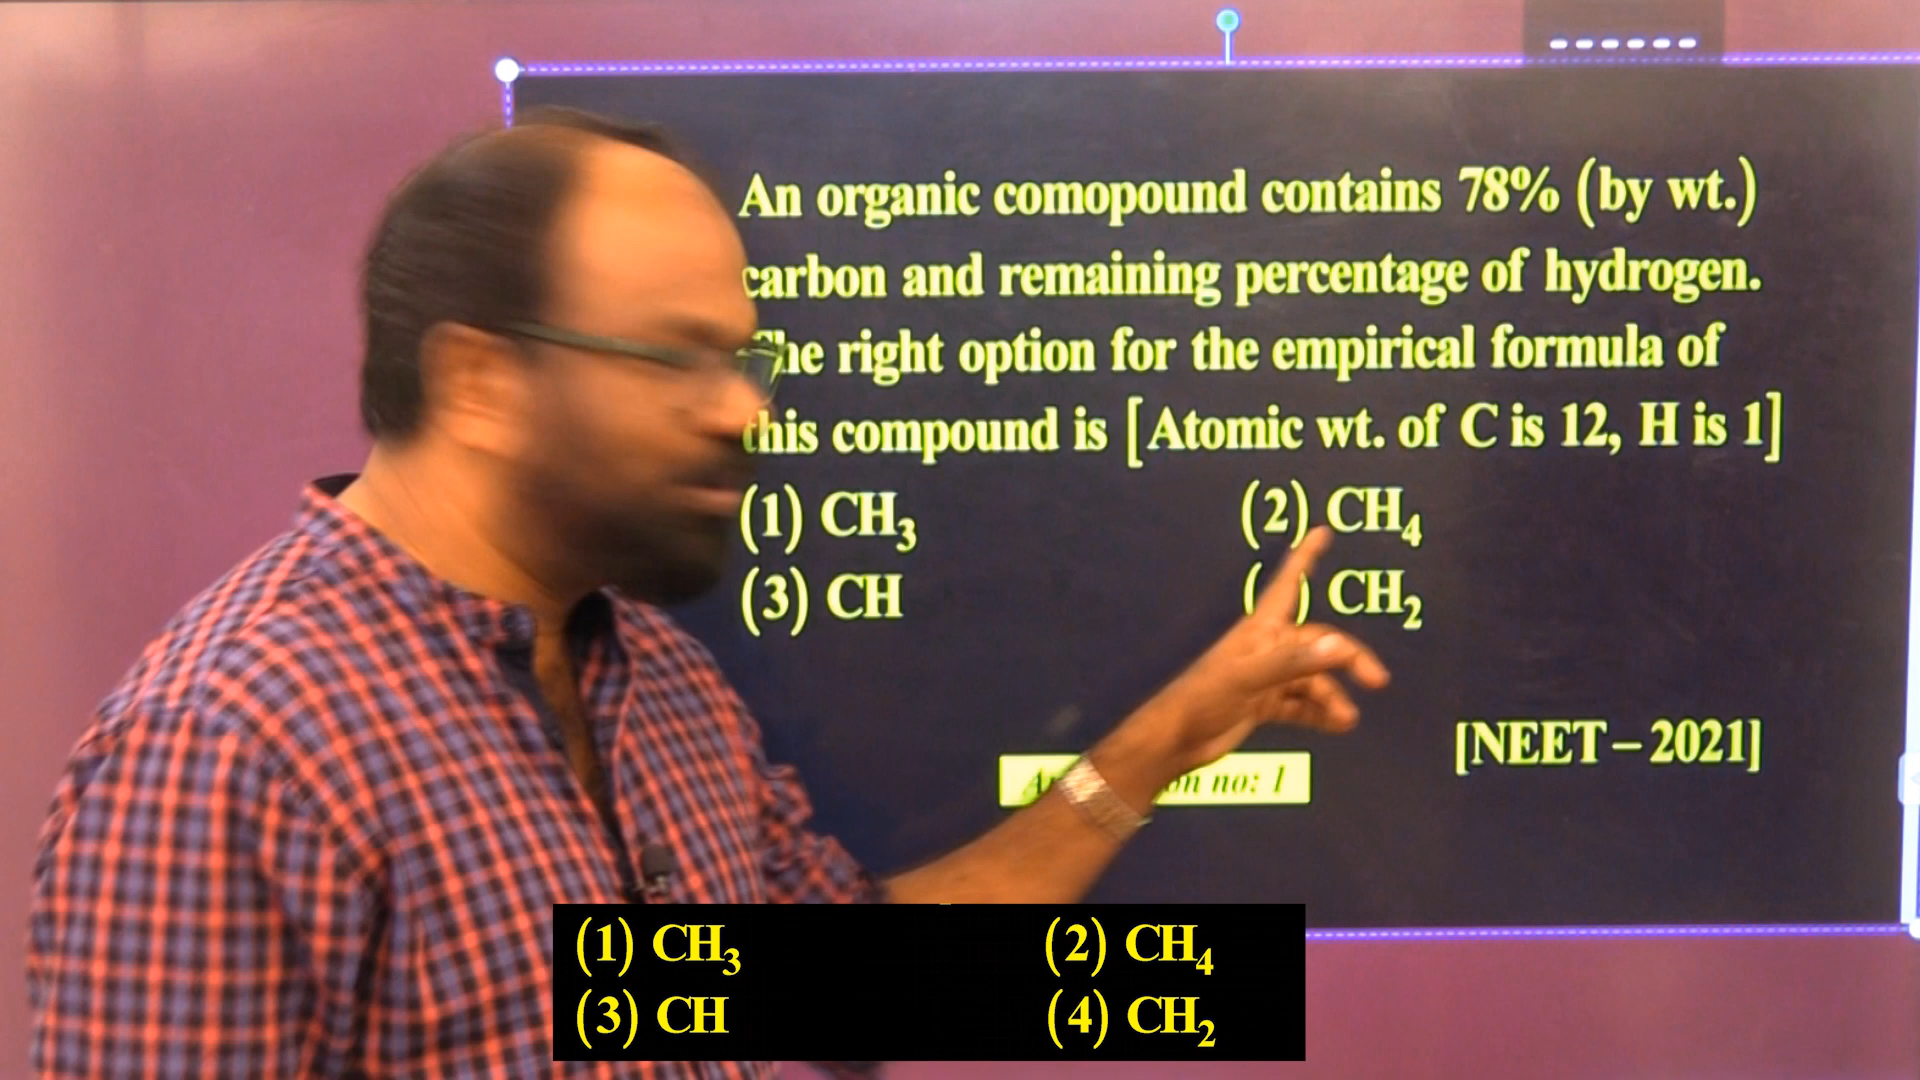 An organic comopound contains 78% (by wt.)
carbon and remaining percentage of hydrogen.
The right option for the empirical formula of
this compound is [Atomic wt. of C is 12, H is 1]
(1) CH₃ (2) CH₄
(3) CH ( ) CH₂
[NEET – 2021]
no: 1
(1) CH₃ (2) CH₄
(3) CH (4) CH₂